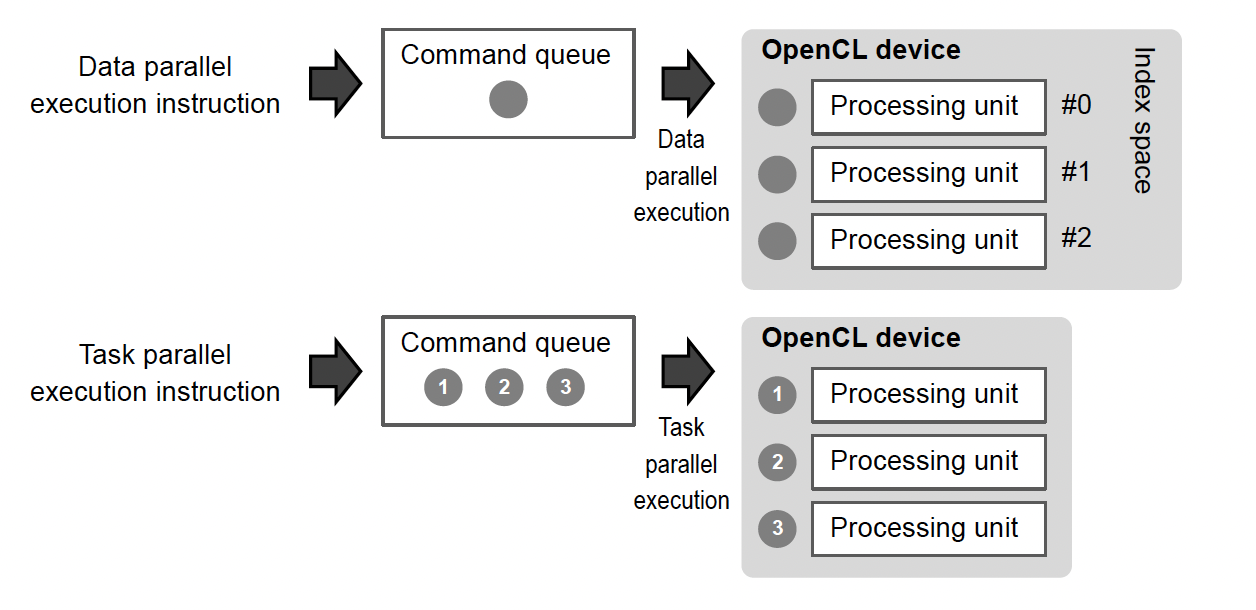 Data parallel
execution instruction
Command queue
Data
parallel
execution
OpenCL device
Processing unit
#0
Processing unit
#1
Processing unit
#2
Index space
Task parallel
execution instruction
Command queue
1 2 3
Task
parallel
execution
OpenCL device
1 Processing unit
2 Processing unit
3 Processing unit